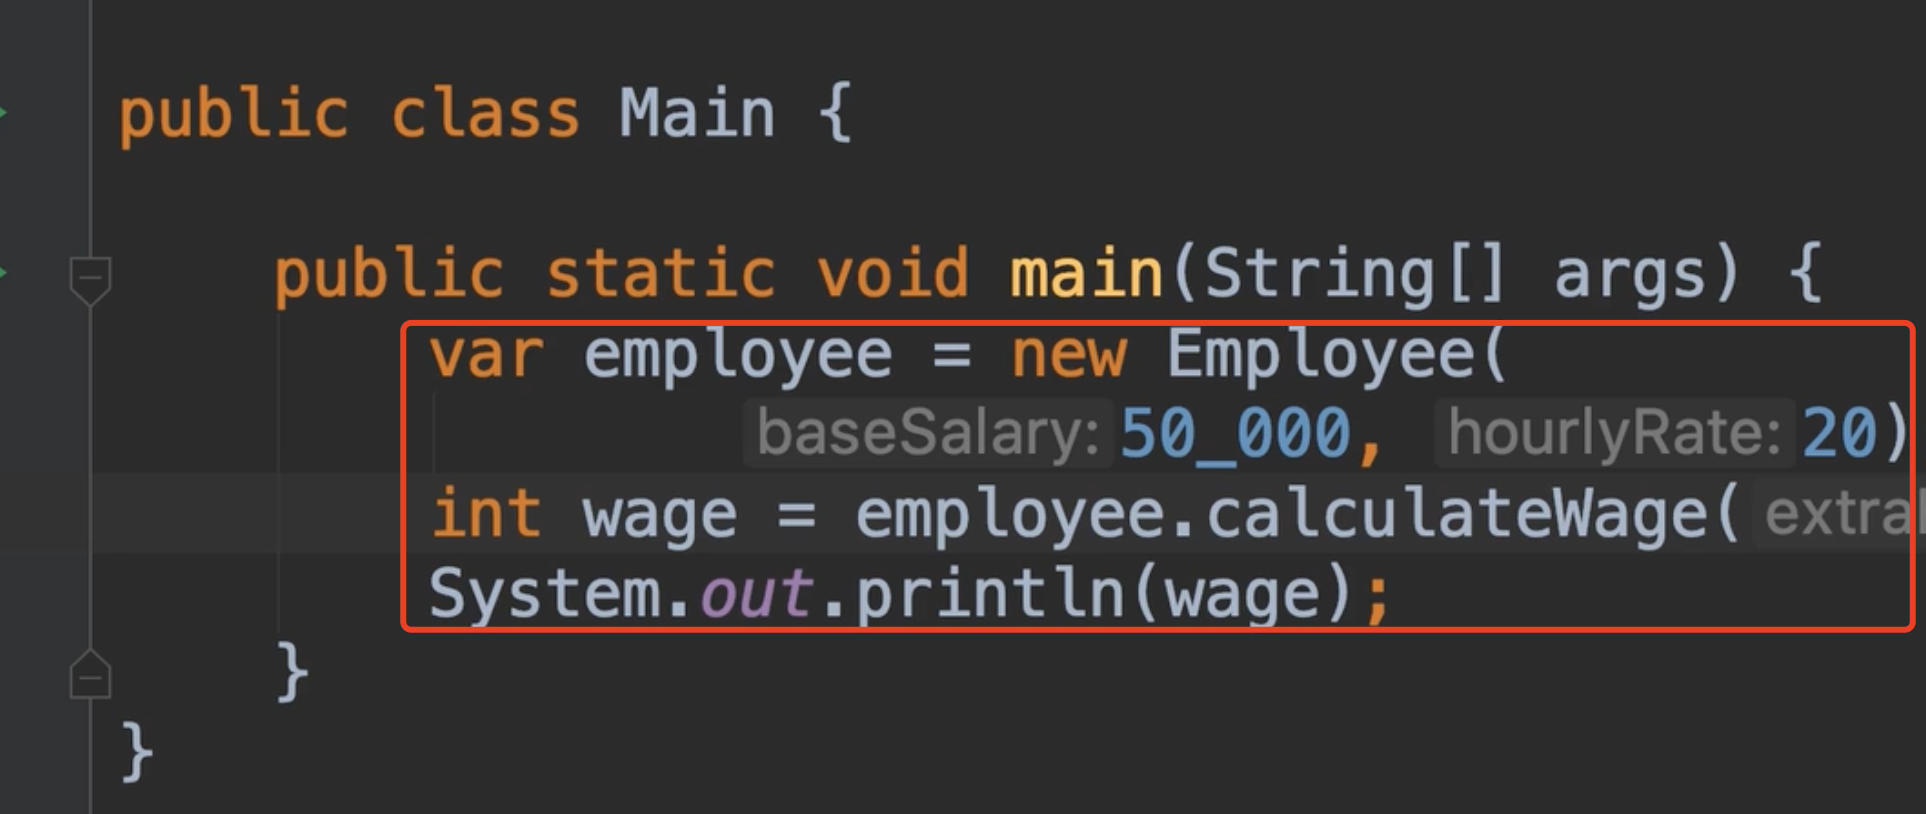 public class Main {
public static void main(String[] args) {
var employee = new Employee(
baseSalary: 50_000, hourlyRate: 20)
int wage = employee.calculateWage( extra
System.out.println(wage);
}
}